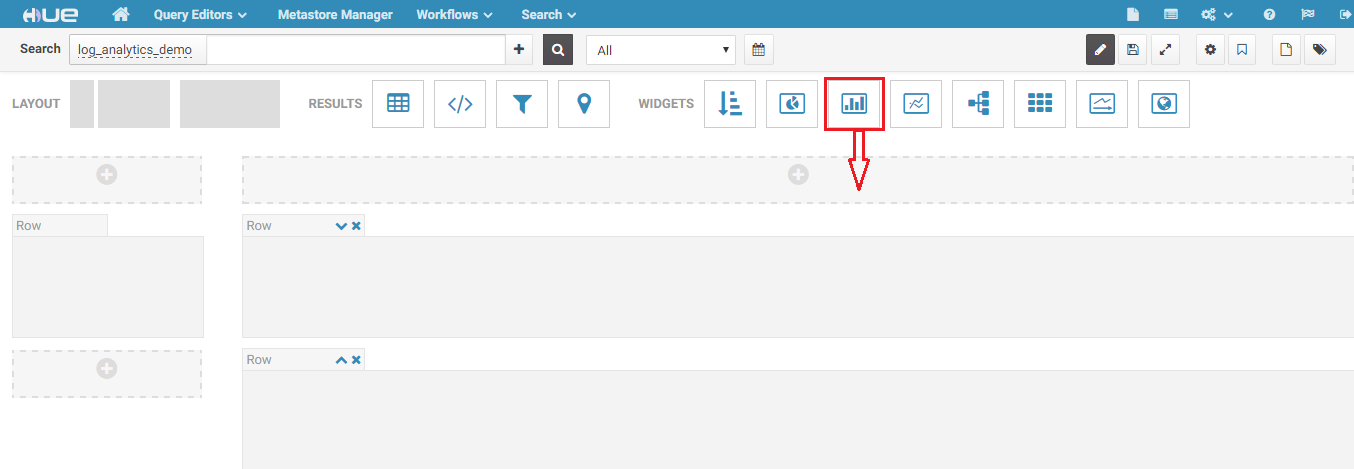 HUE Query Editors Metastore Manager Workflows Search
Search log_analytics_demo All
LAYOUT RESULTS </> WIDGETS
Row Row
Row